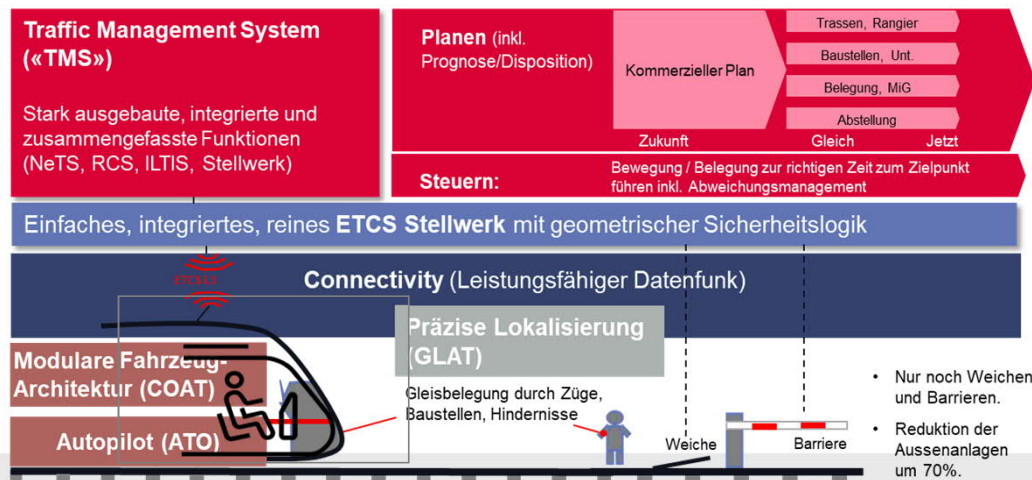 Traffic Management System
(«TMS»)
Stark ausgebaute, integrierte und
zusammengefasste Funktionen
(NeTS, RCS, ILTIS, Stellwerk)
Planen (inkl.
Prognose/Disposition)
Kommerzieller Plan
Trassen, Rangier
Baustellen, Unt.
Belegung, MiG
Abstellung
Zukunft
Gleich
Jetzt
Steuern:
Bewegung / Belegung zur richtigen Zeit zum Zielpunkt
führen inkl. Abweichungsmanagement
Einfaches, integriertes, reines ETCS Stellwerk mit geometrischer Sicherheitslogik
Connectivity (Leistungsfähiger Datenfunk)
Präzise Lokalisierung
(GLAT)
Modulare Fahrzeug-
Architektur (COAT)
Autopilot (ATO)
Gleisbelegung durch Züge,
Baustellen, Hindernisse
Weiche
Barriere
• Nur noch Weichen
und Barrieren.
• Reduktion der
Aussenanlagen
um 70%.